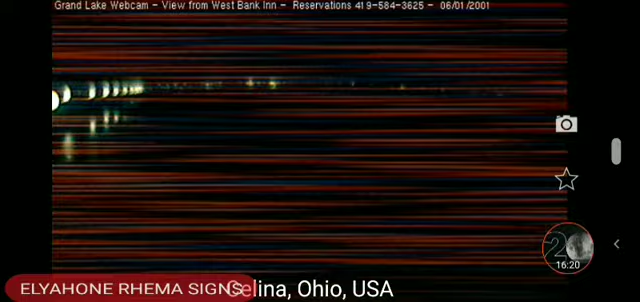 Grand Lake Webcam - View from West Bank Inn - Reservations 419-584-3625 - 06/01/2001
16:20
ELYAHONE RHEMA SIGNS
Celina, Ohio, USA